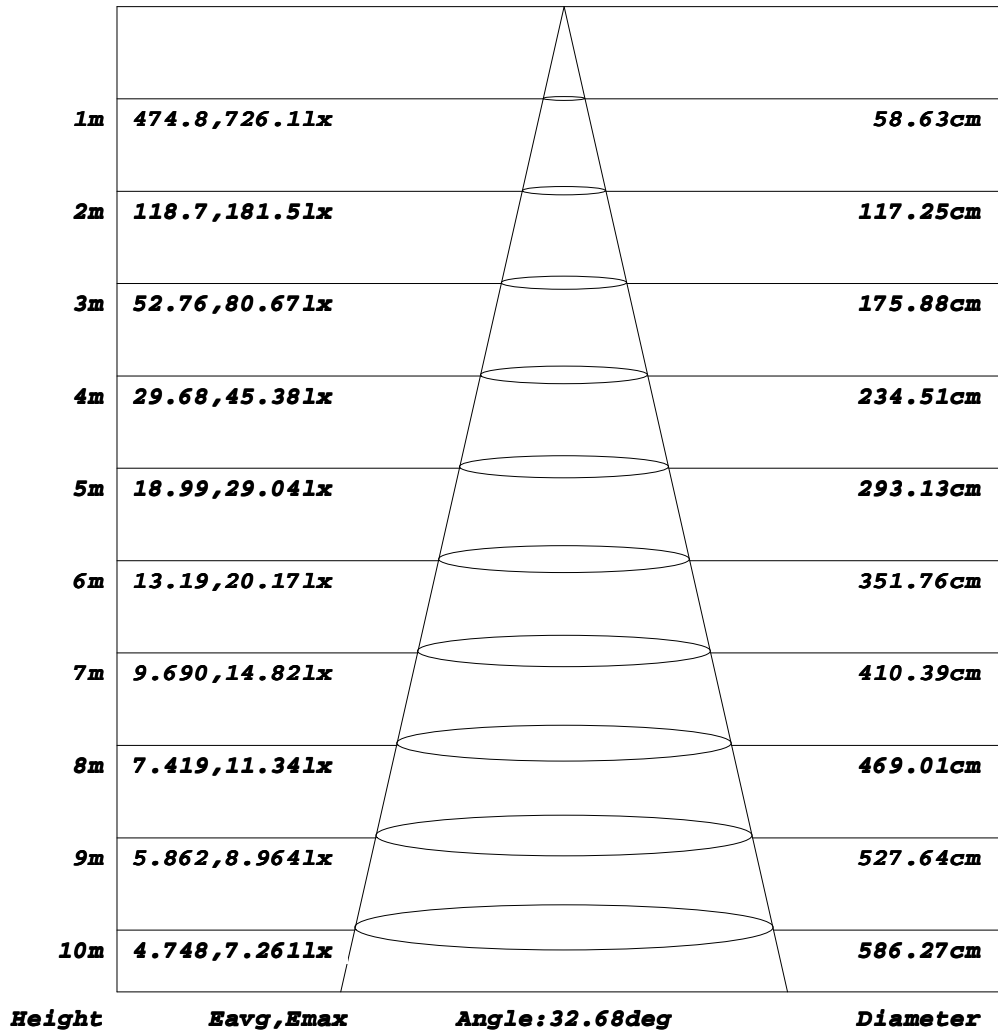 1m 474.8,726.1lx 58.63cm
2m 118.7,181.5lx 117.25cm
3m 52.76,80.67lx 175.88cm
4m 29.68,45.38lx 234.51cm
5m 18.99,29.04lx 293.13cm
6m 13.19,20.17lx 351.76cm
7m 9.690,14.82lx 410.39cm
8m 7.419,11.34lx 469.01cm
9m 5.862,8.964lx 527.64cm
10m 4.748,7.261lx 586.27cm
Height Eavg,Emax Angle:32.68deg Diameter